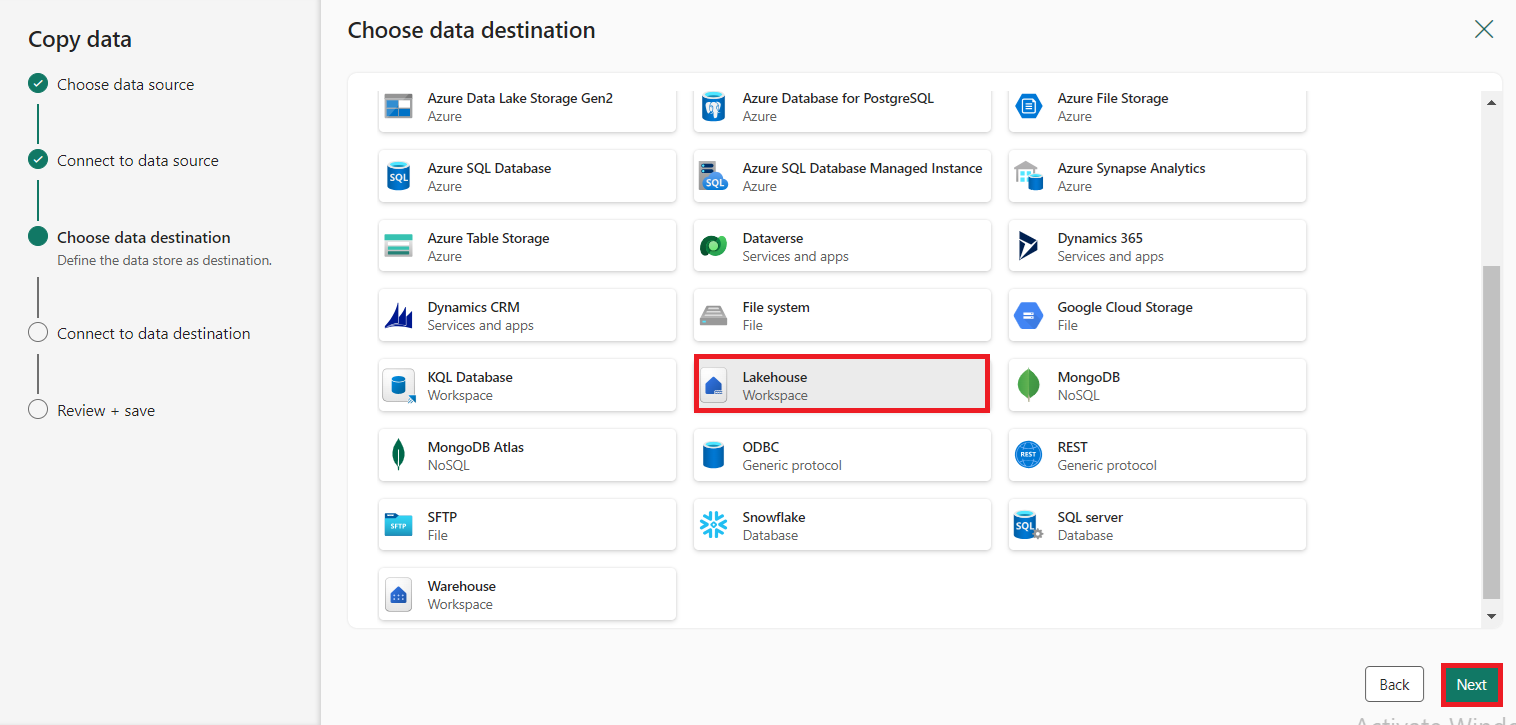 Copy data
Choose data source
Connect to data source
Choose data destination
Define the data store as destination.
Connect to data destination
Review + save
Choose data destination
Azure Data Lake Storage Gen2
Azure
Azure Database for PostgreSQL
Azure
Azure File Storage
Azure
SQL
Azure SQL Database
Azure
SQL
Azure SQL Database Managed Instance
Azure
Azure Synapse Analytics
Azure
Azure Table Storage
Azure
Dataverse
Services and apps
Dynamics 365
Services and apps
Dynamics CRM
Services and apps
File system
File
Google Cloud Storage
File
KQL Database
Workspace
Lakehouse
Workspace
MongoDB
NoSQL
MongoDB Atlas
NoSQL
ODBC
Generic protocol
REST
REST
Generic protocol
SFTP
SFTP
File
Snowflake
Database
SQL
SQL server
Database
Warehouse
Workspace
Back
Next